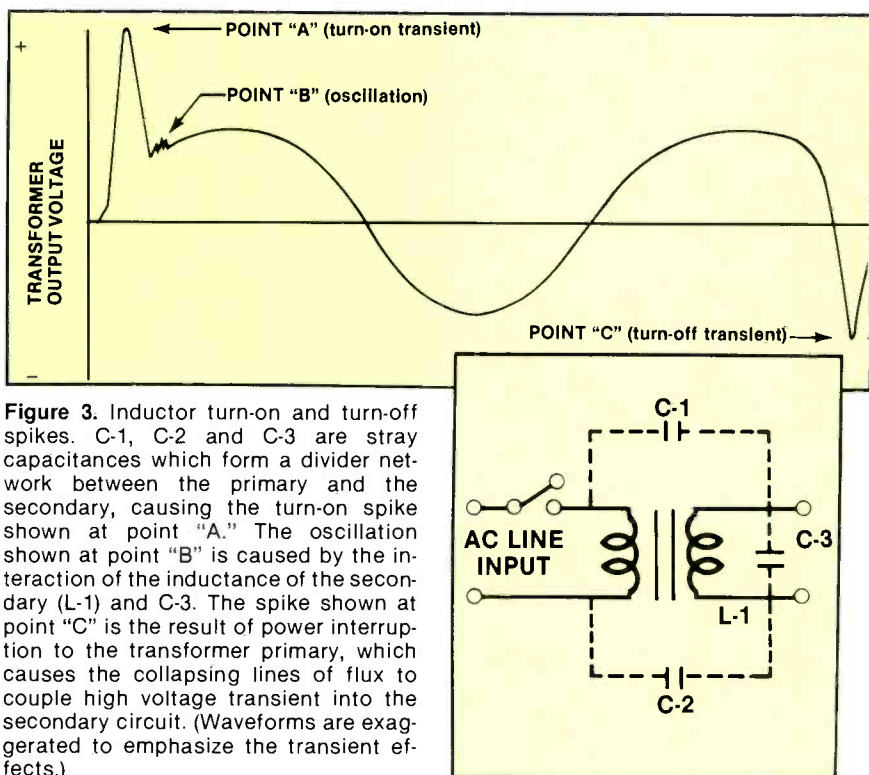 +
POINT “A” (turn-on transient)
POINT “B” (oscillation)
TRANSFORMER
OUTPUT VOLTAGE
POINT “C” (turn-off transient)
–
Figure 3. Inductor turn-on and turn-off
spikes. C-1, C-2 and C-3 are stray
capacitances which form a divider net-
work between the primary and the
secondary, causing the turn-on spike
shown at point “A.” The oscillation
shown at point “B” is caused by the in-
teraction of the inductance of the secon-
dary (L-1) and C-3. The spike shown at
point “C” is the result of power interrup-
tion to the transformer primary, which
causes the collapsing lines of flux to
couple high voltage transient into the
secondary circuit. (Waveforms are exag-
gerated to emphasize the transient ef-
fects.)
C-1
AC LINE
INPUT
C-3
L-1
C-2